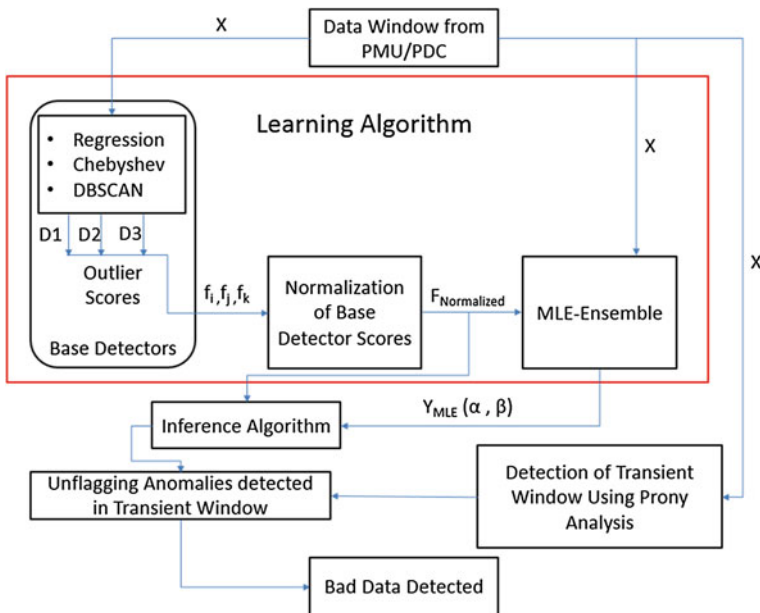 Data Window from
PMU/PDC
X
Learning Algorithm
• Regression
• Chebyshev
• DBSCAN
X
D1 D2 D3
Outlier
Scores
Base Detectors
fᵢ,fⱼ,fₖ
Normalization
of Base
Detector Scores
F_Normalized
MLE-Ensemble
X
Y_MLE (α , β)
Inference Algorithm
Unflagging Anomalies detected
in Transient Window
Detection of Transient
Window Using Prony
Analysis
Bad Data Detected